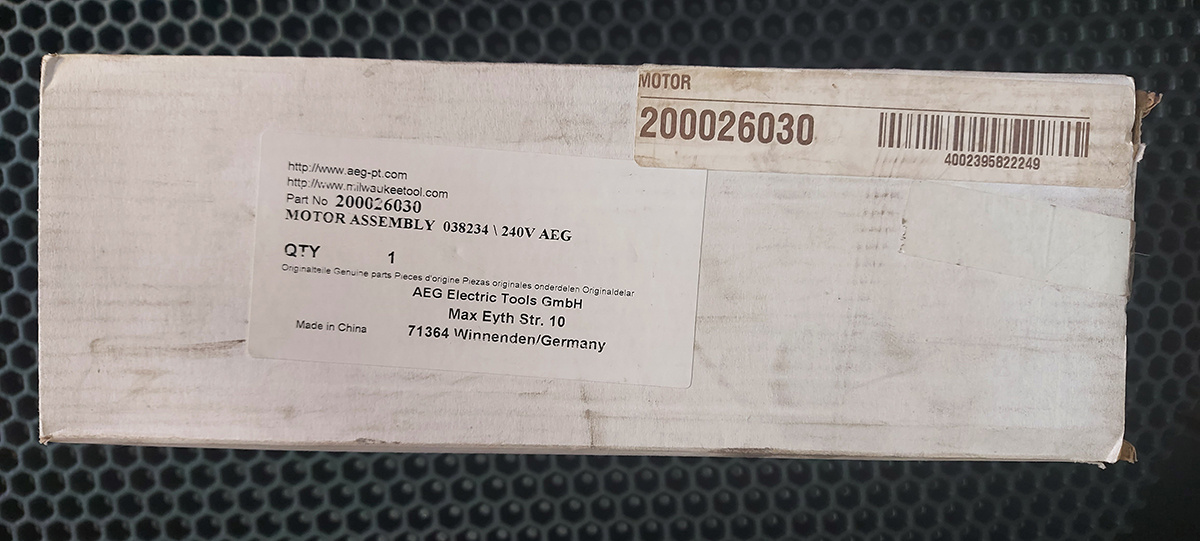 MOTOR
200026030
4002395822249
http://www.aeg-pt.com
http://www.milwaukeetool.com
Part No 200026030
MOTOR ASSEMBLY 038234 \ 240V AEG
QTY 1
Originalteile Genuine parts Pieces d'origine Piezas originales onderdelen Originaldelar
AEG Electric Tools GmbH
Max Eyth Str. 10
Made in China 71364 Winnenden/Germany